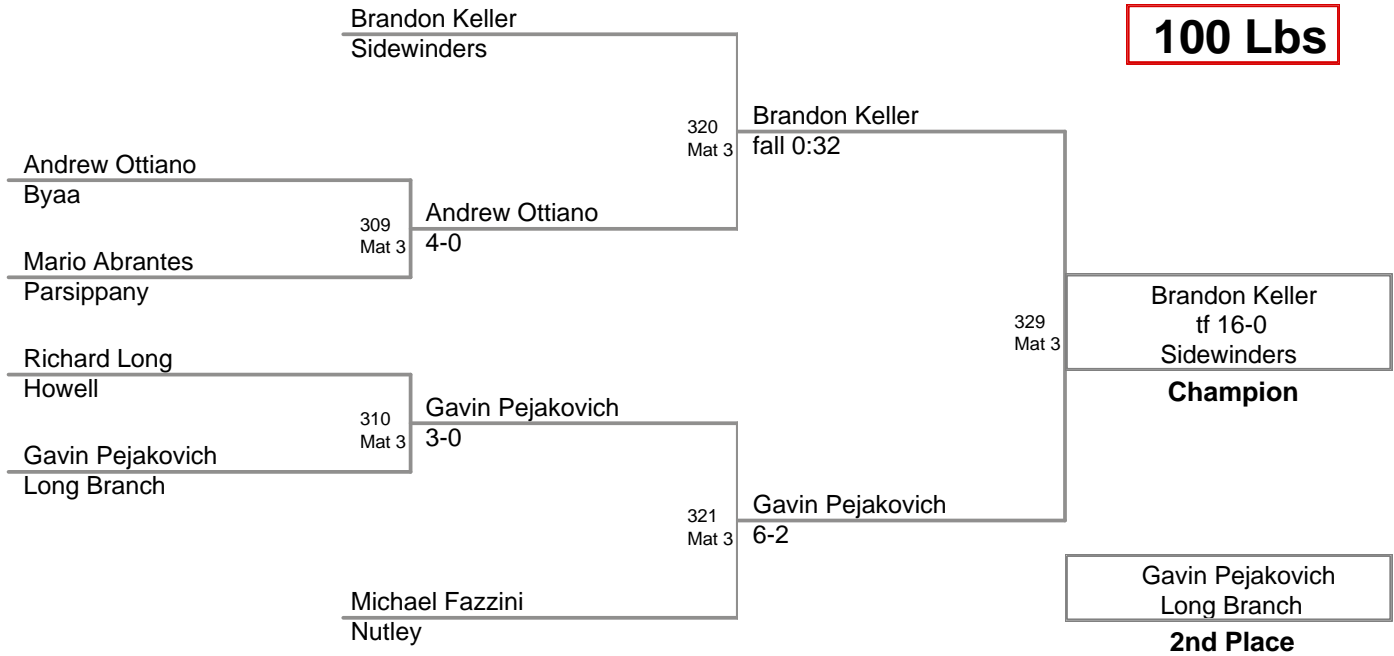 Brandon Keller
Sidewinders
100 Lbs
320
Mat 3
Brandon Keller
fall 0:32
Andrew Ottiano
Byaa
309
Mat 3
Andrew Ottiano
4-0
Mario Abrantes
Parsippany
329
Mat 3
Brandon Keller
tf 16-0
Sidewinders
Champion
Richard Long
Howell
310
Mat 3
Gavin Pejakovich
3-0
Gavin Pejakovich
Long Branch
321
Mat 3
Gavin Pejakovich
6-2
Michael Fazzini
Nutley
Gavin Pejakovich
Long Branch
2nd Place